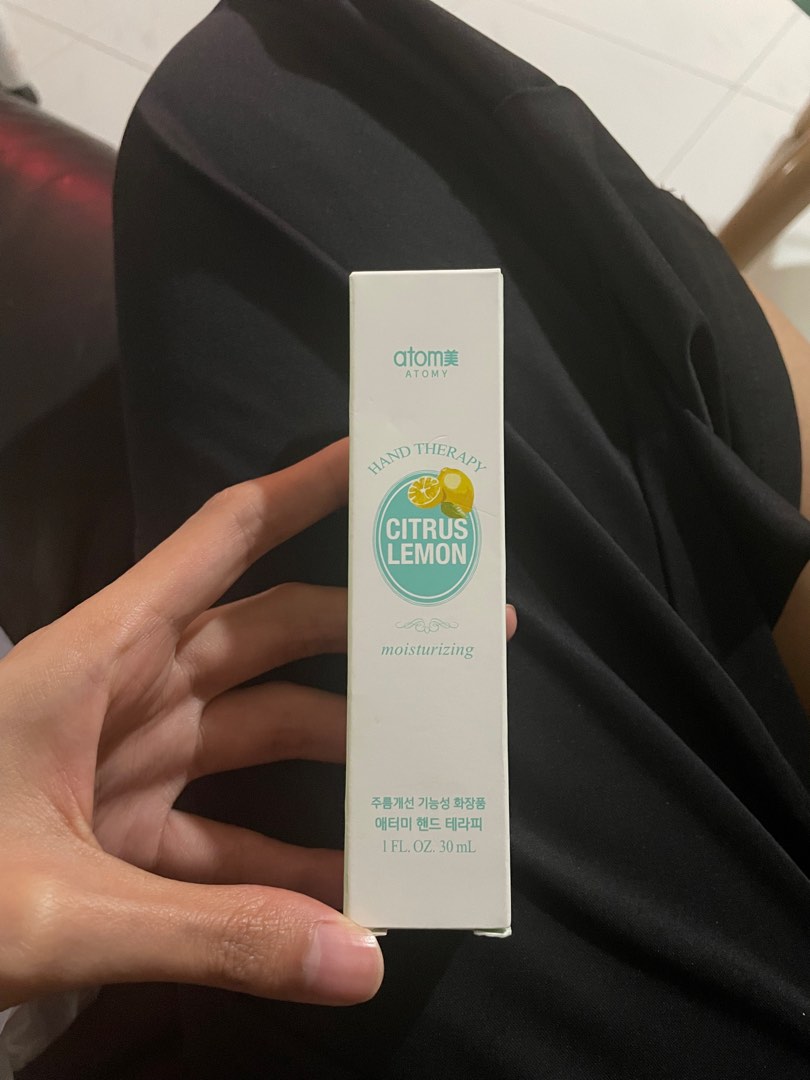 atom美
ATOMY
HAND THERAPY
CITRUS
LEMON
moisturizing
주름개선 기능성 화장품
애터미 핸드 테라피
1 FL. OZ. 30 mL